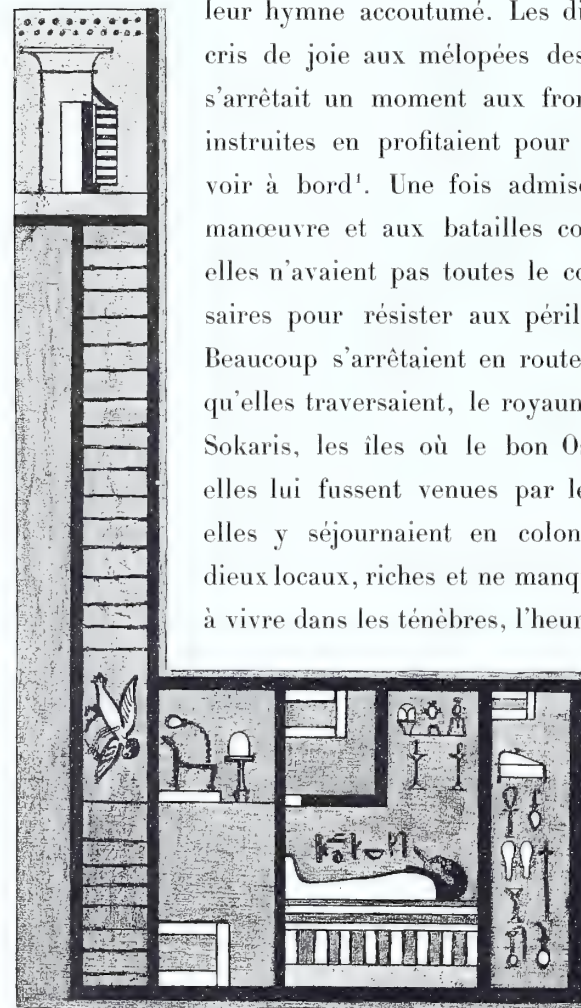 leur hymne accoutumé. Les di
cris de joie aux mélopées des
s'arrêtait un moment aux fron
instruites en profitaient pour
voir à bord¹. Une fois admise
manœuvre et aux batailles co
elles n'avaient pas toutes le co
saires pour résister aux péril
Beaucoup s'arrêtaient en route
qu'elles traversaient, le royaum
Sokaris, les îles où le bon Os
elles lui fussent venues par le
elles y séjournaient en colon
dieux locaux, riches et ne manq
à vivre dans les ténèbres, l'heur